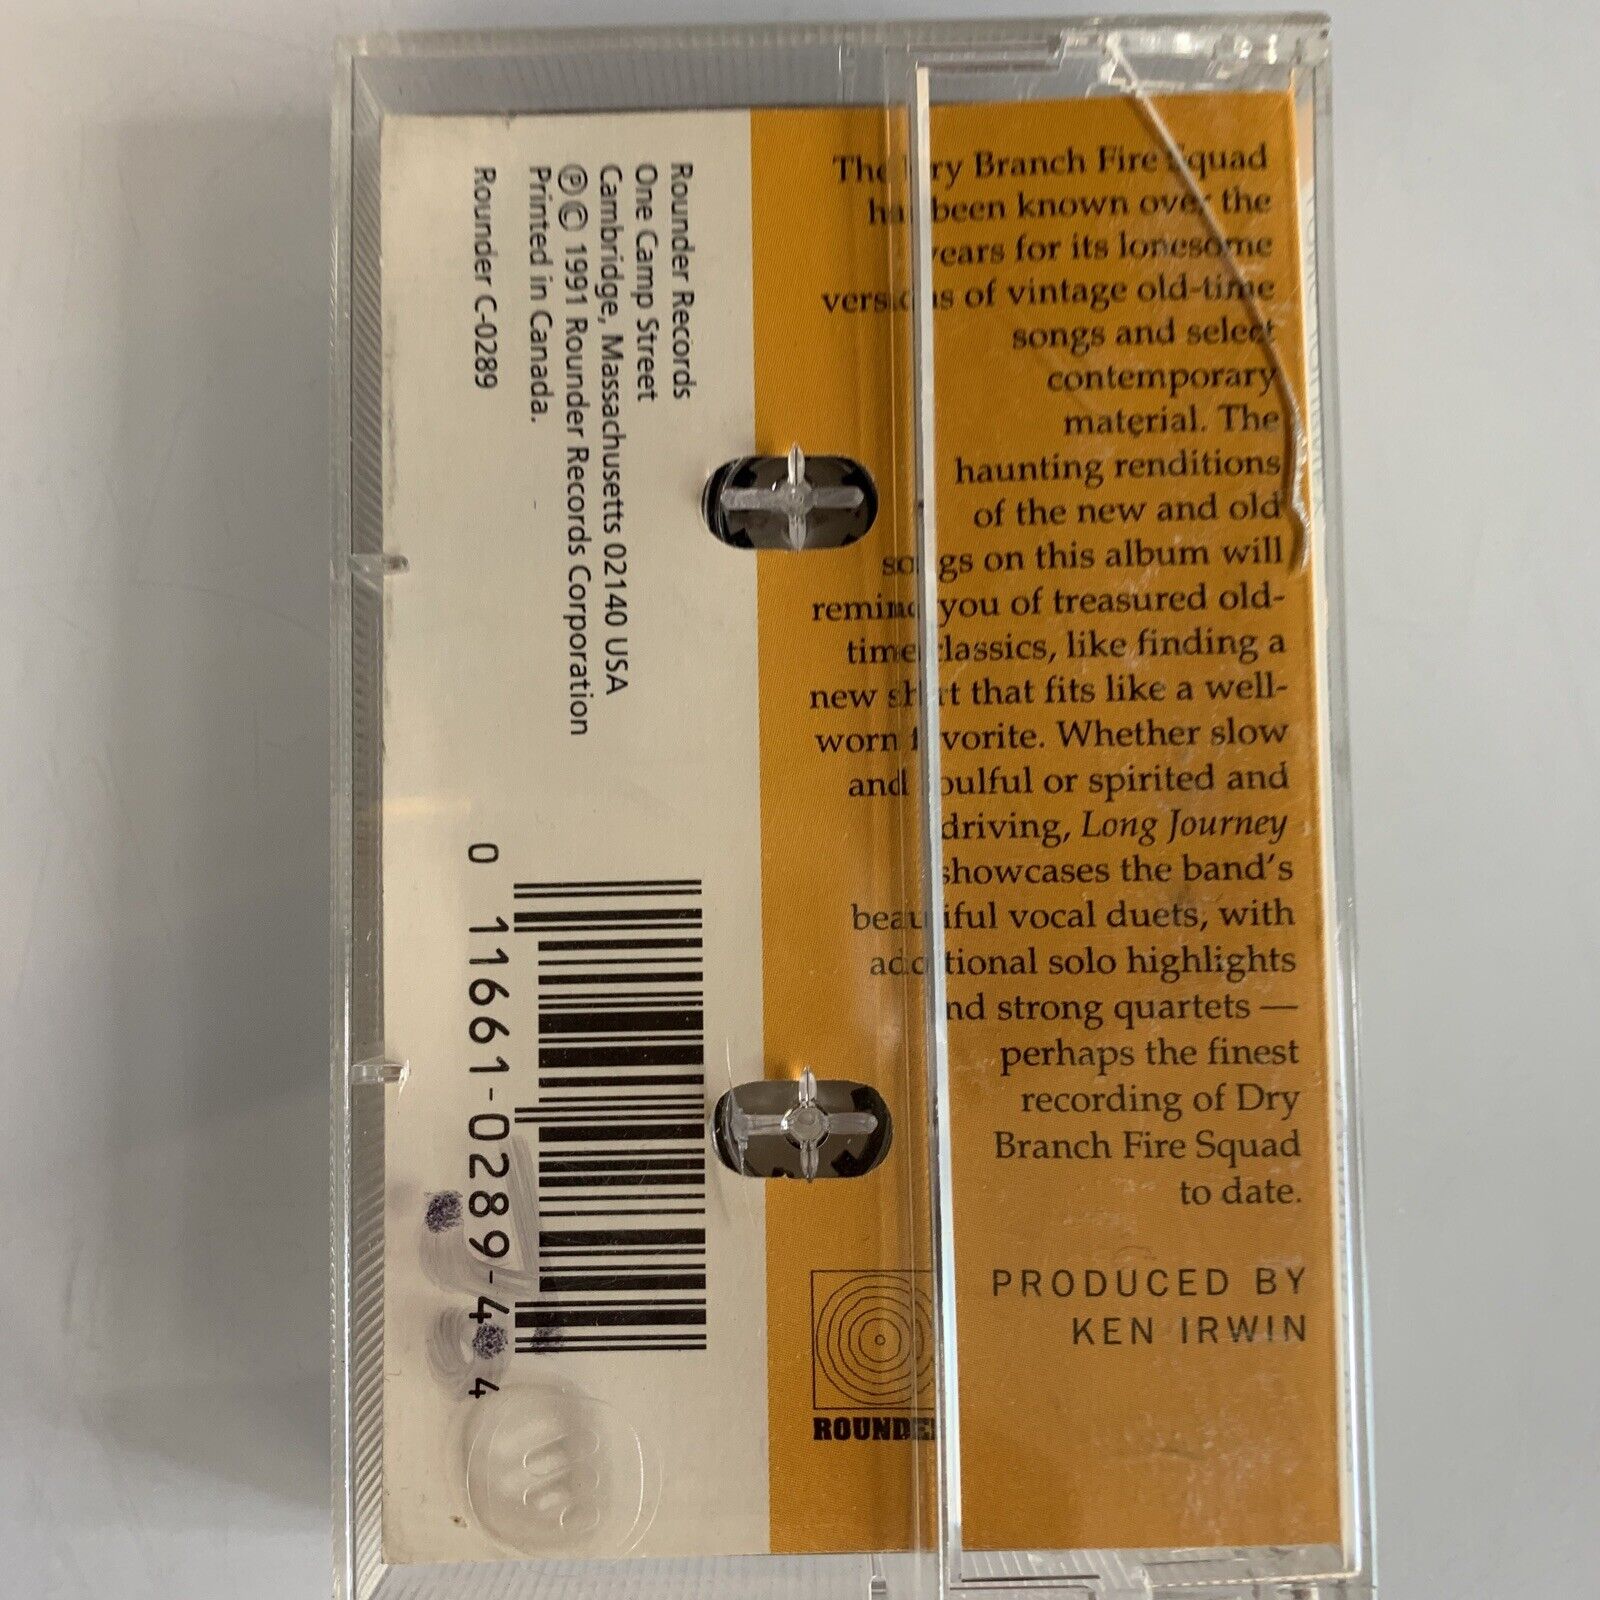 The Dry Branch Fire Squad
has been known over the
years for its lonesome
versions of vintage old-time
songs and select
contemporary
material. The
haunting renditions
of the new and old
songs on this album will
remind you of treasured old-
time classics, like finding a
new shirt that fits like a well-
worn favorite. Whether slow
and soulful or spirited and
driving, Long Journey
showcases the band's
beautiful vocal duets, with
additional solo highlights
and strong quartets —
perhaps the finest
recording of Dry
Branch Fire Squad
to date.
PRODUCED BY
KEN IRWIN
ROUNDER
Rounder Records
One Camp Street
Cambridge, Massachusetts 02140 USA
Ⓟ © 1991 Rounder Records Corporation
Printed in Canada.
Rounder C-0289
0 11661-0289-4 4